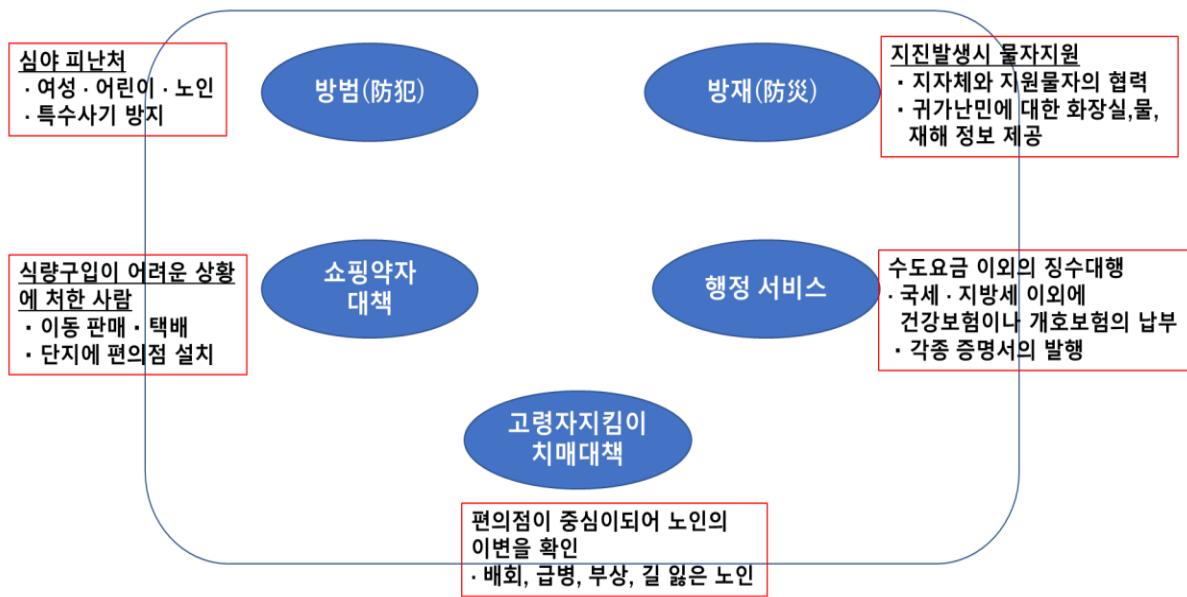 심야 피난처
· 여성 · 어린이 · 노인
· 특수사기 방지
방범(防犯)
방재(防災)
지진발생시 물자지원
· 지자체와 지원물자의 협력
· 귀가난민에 대한 화장실,물,
재해 정보 제공
식량구입이 어려운 상황
에 처한 사람
· 이동 판매 · 택배
· 단지에 편의점 설치
쇼핑약자
대책
행정 서비스
수도요금 이외의 징수대행
· 국세 · 지방세 이외에
건강보험이나 개호보험의 납부
· 각종 증명서의 발행
고령자지킴이
치매대책
편의점이 중심이되어 노인의
이변을 확인
· 배회, 급병, 부상, 길 잃은 노인